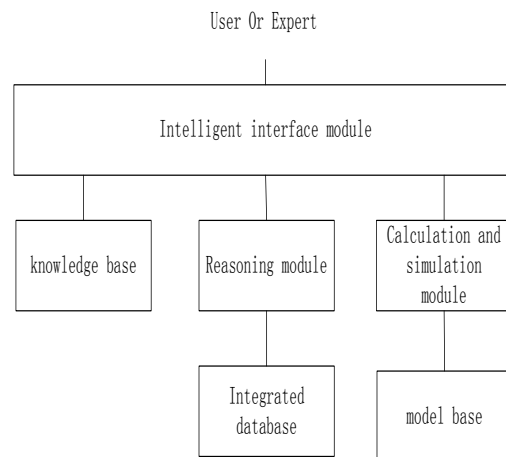 User Or Expert
Intelligent interface module
knowledge base
Reasoning module
Calculation and
simulation
module
Integrated
database
model base